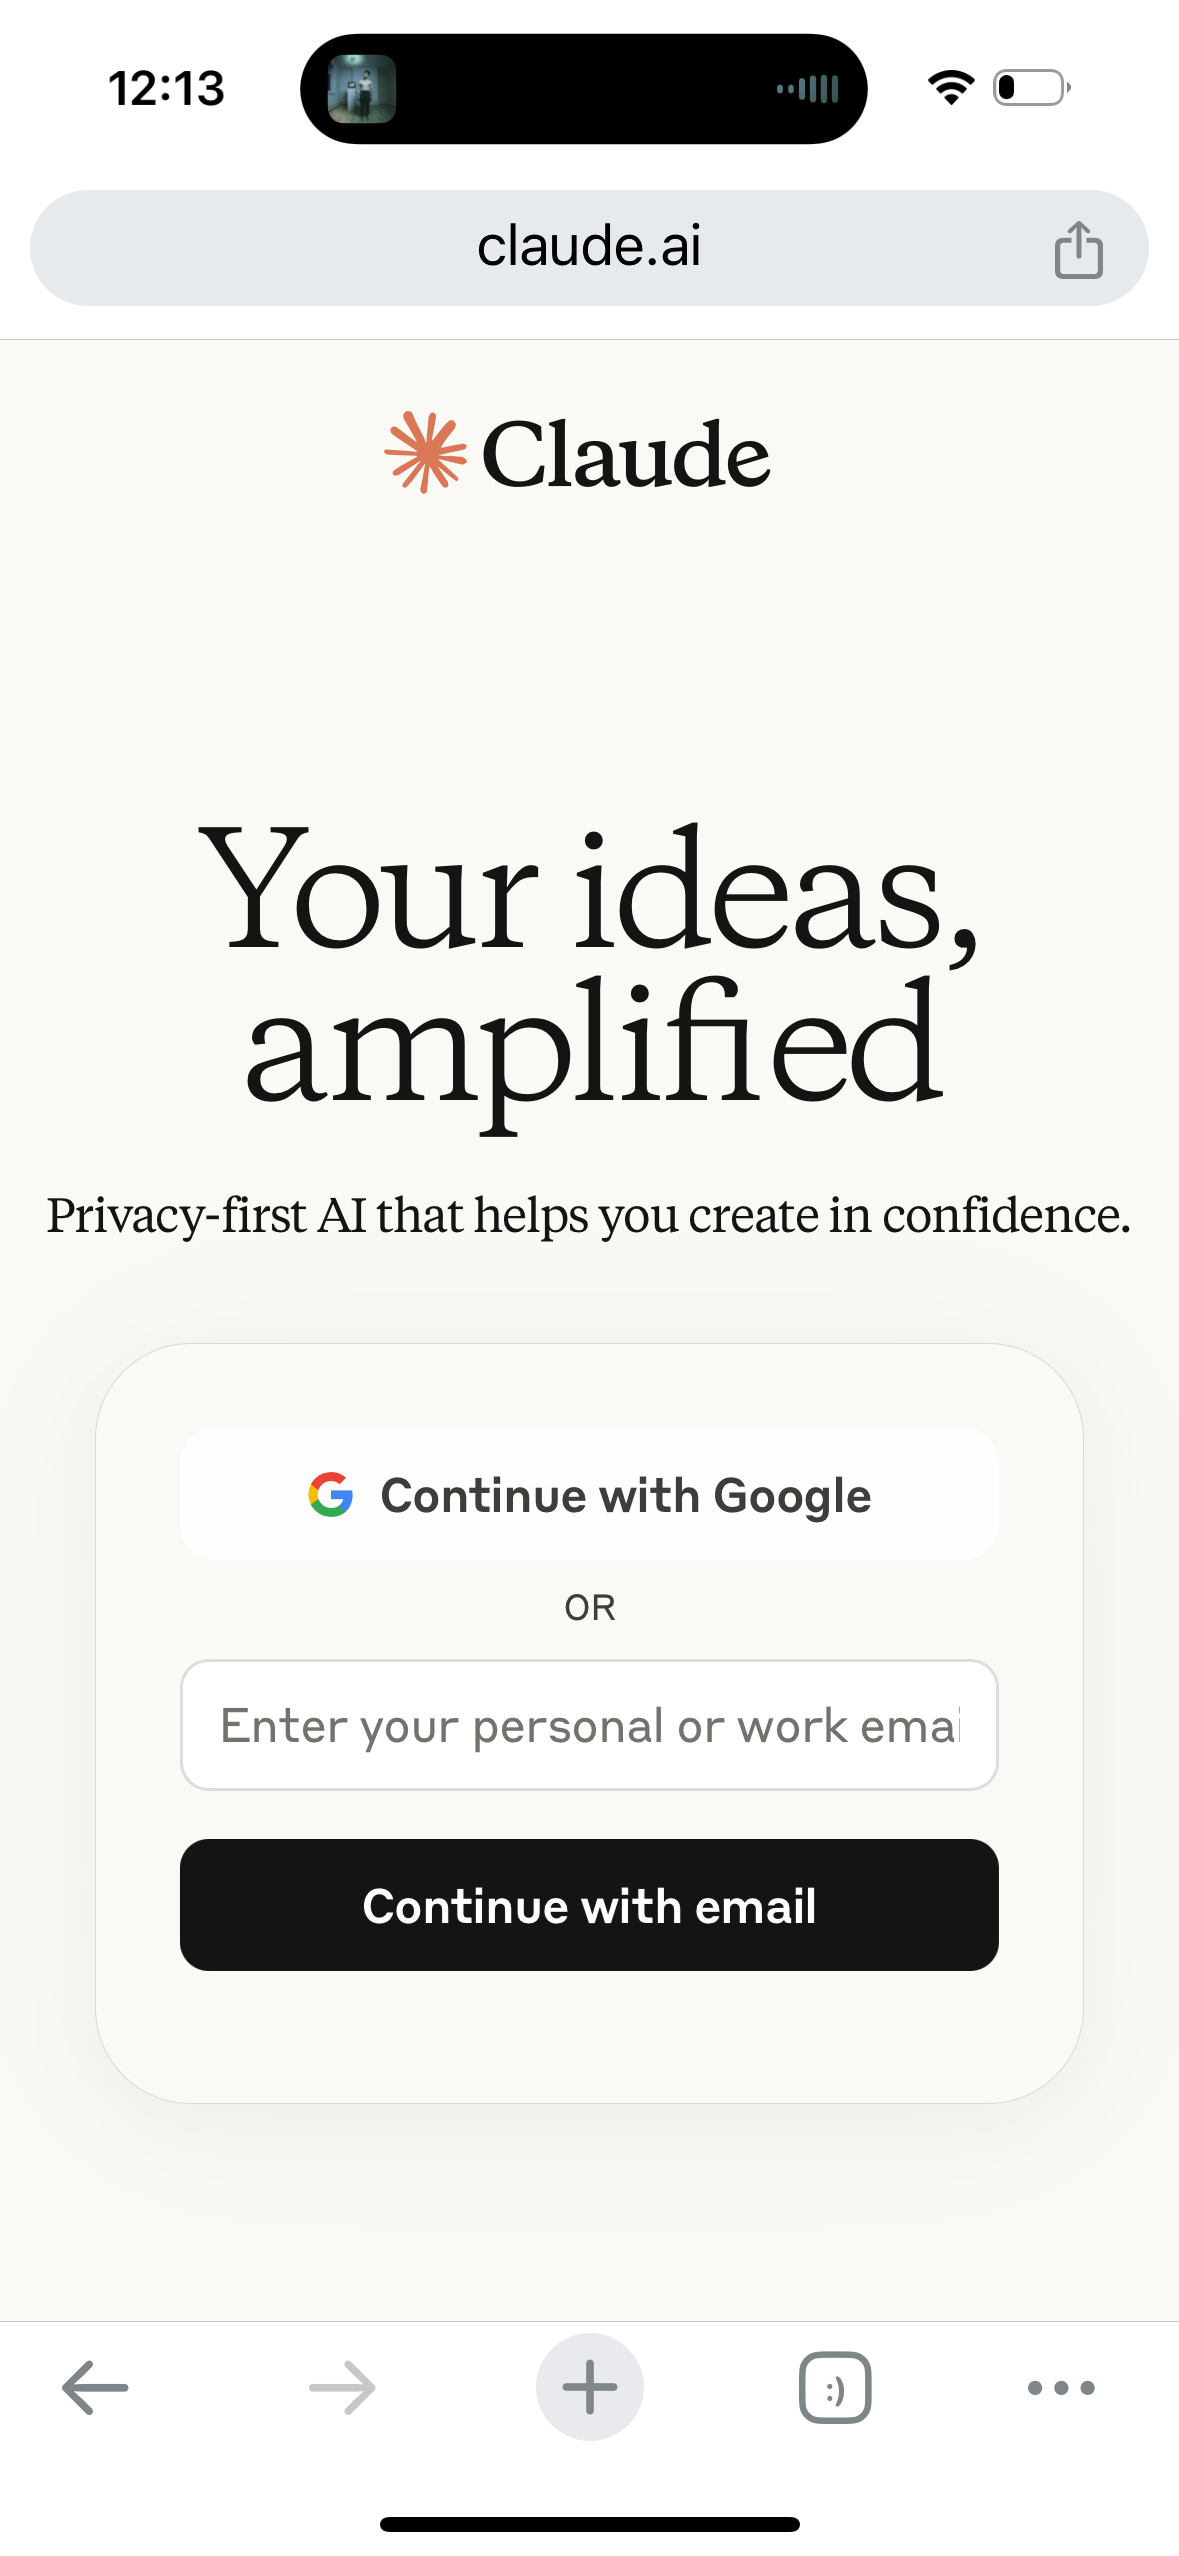 12:13
claude.ai
Claude
Your ideas,
amplified
Privacy-first AI that helps you create in confidence.
Continue with Google
OR
Enter your personal or work emai
Continue with email
:)